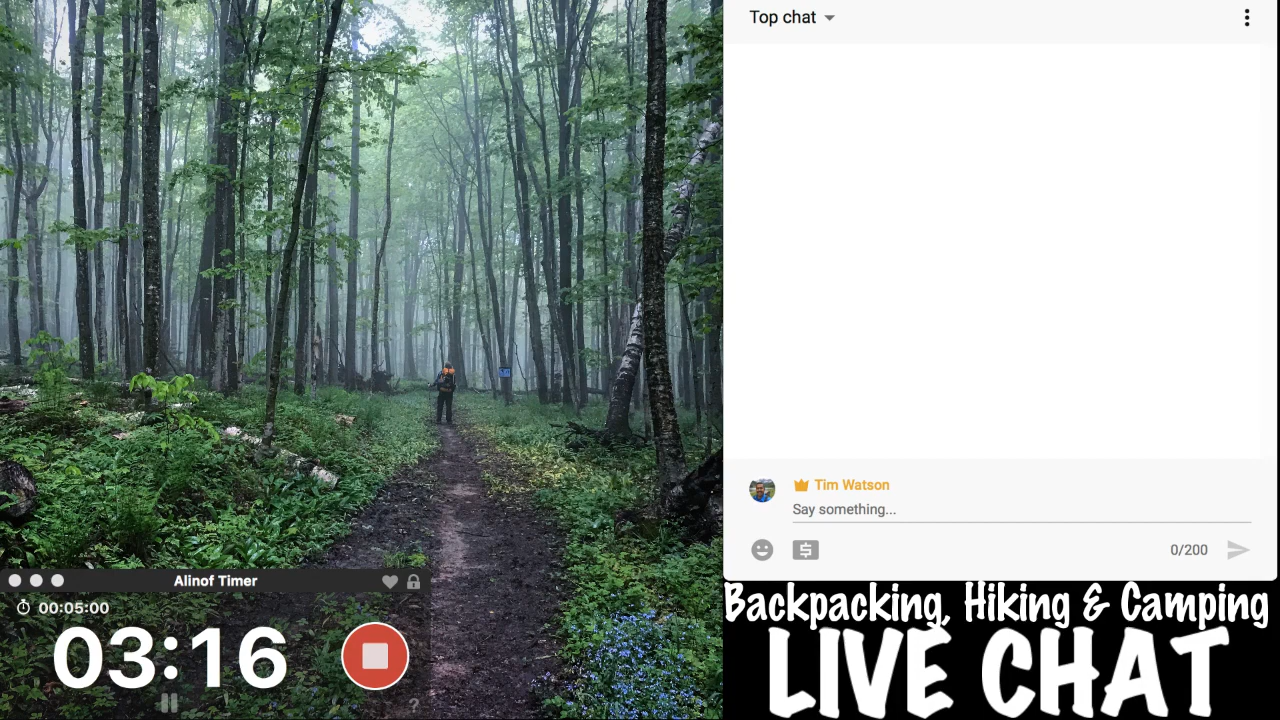 Top chat
Tim Watson
Say something...
0/200
Alinof Timer
00:05:00
03:16
?
Backpacking, Hiking & Camping
LIVE CHAT